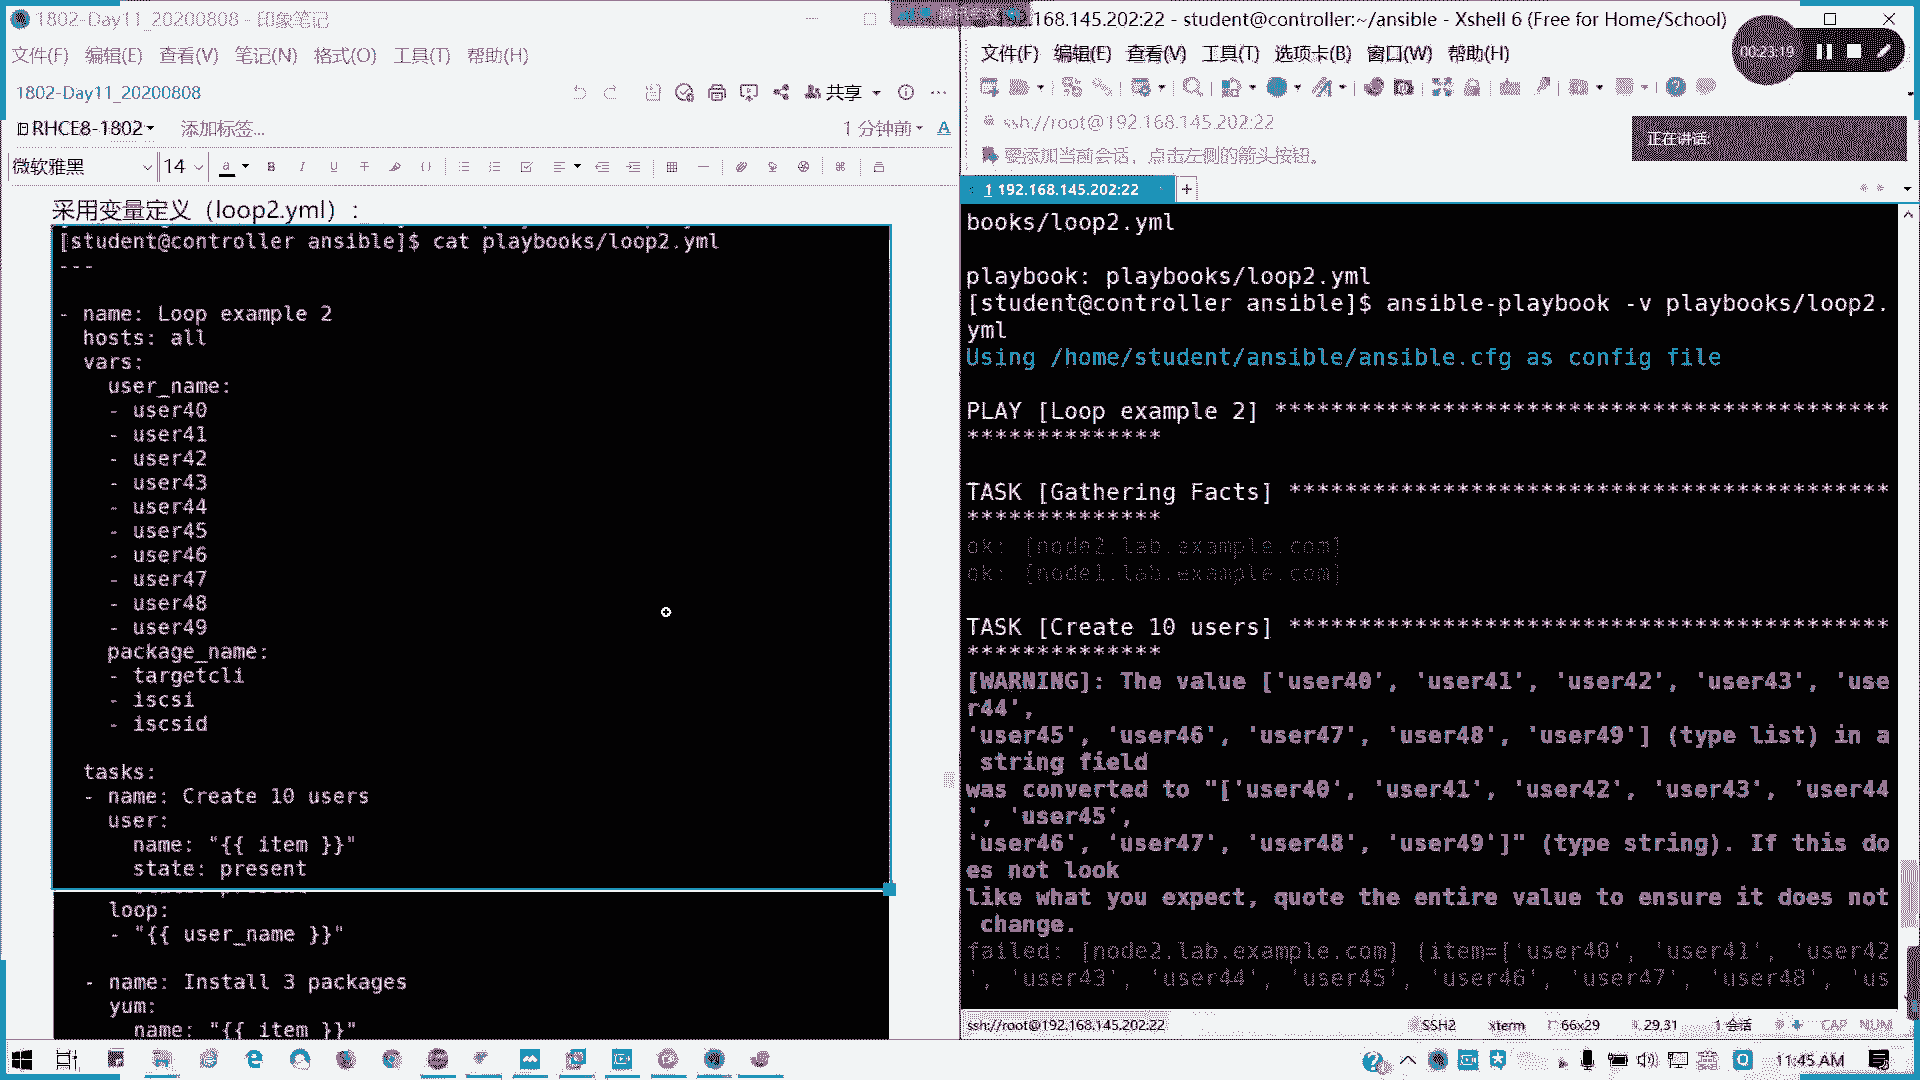 1802-Day11_20200808 - 印象笔记
文件(F) 编辑(E) 查看(V) 笔记(N) 格式(O) 工具(T) 帮助(H)
1802-Day11_20200808
共享
RHCE8-1802
添加标签...
1 分钟前
微软雅黑
14
采用变量定义（loop2.yml）：
[student@controller ansible]$ cat playbooks/loop2.yml
---
- name: Loop example 2
hosts: all
vars:
user_name:
- user40
- user41
- user42
- user43
- user44
- user45
- user46
- user47
- user48
- user49
package_name:
- targetcli
- iscsi
- iscsid
tasks:
- name: Create 10 users
user:
name: "{{ item }}"
state: present
loop:
- "{{ user_name }}"
- name: Install 3 packages
yum:
name: "{{ item }}"
.168.145.202:22 - student@controller:~/ansible - Xshell 6 (Free for Home/School)
文件(F) 编辑(E) 查看(V) 工具(T) 选项卡(B) 窗口(W) 帮助(H)
00:23:19
ssh://root@192.168.145.202:22
正在讲话:
要添加当前会话，点击左侧的箭头按钮。
1 192.168.145.202:22
books/loop2.yml
playbook: playbooks/loop2.yml
[student@controller ansible]$ ansible-playbook -v playbooks/loop2.
yml
Using /home/student/ansible/ansible.cfg as config file
PLAY [Loop example 2] ********************************************
**************
TASK [Gathering Facts] *******************************************
**************
ok: [node2.lab.example.com]
ok: [node1.lab.example.com]
TASK [Create 10 users] *******************************************
**************
[WARNING]: The value ['user40', 'user41', 'user42', 'user43', 'use
r44',
'user45', 'user46', 'user47', 'user48', 'user49'] (type list) in a
string field
was converted to "['user40', 'user41', 'user42', 'user43', 'user44
', 'user45',
'user46', 'user47', 'user48', 'user49']" (type string). If this do
es not look
like what you expect, quote the entire value to ensure it does not
change.
failed: [node2.lab.example.com] (item=['user40', 'user41', 'user42
', 'user43', 'user44', 'user45', 'user46', 'user47', 'user48', 'us
ssh://root@192.168.145.202:22
SSH2
xterm
66x29
29,31
1 会话
CAP NUM
11:45 AM